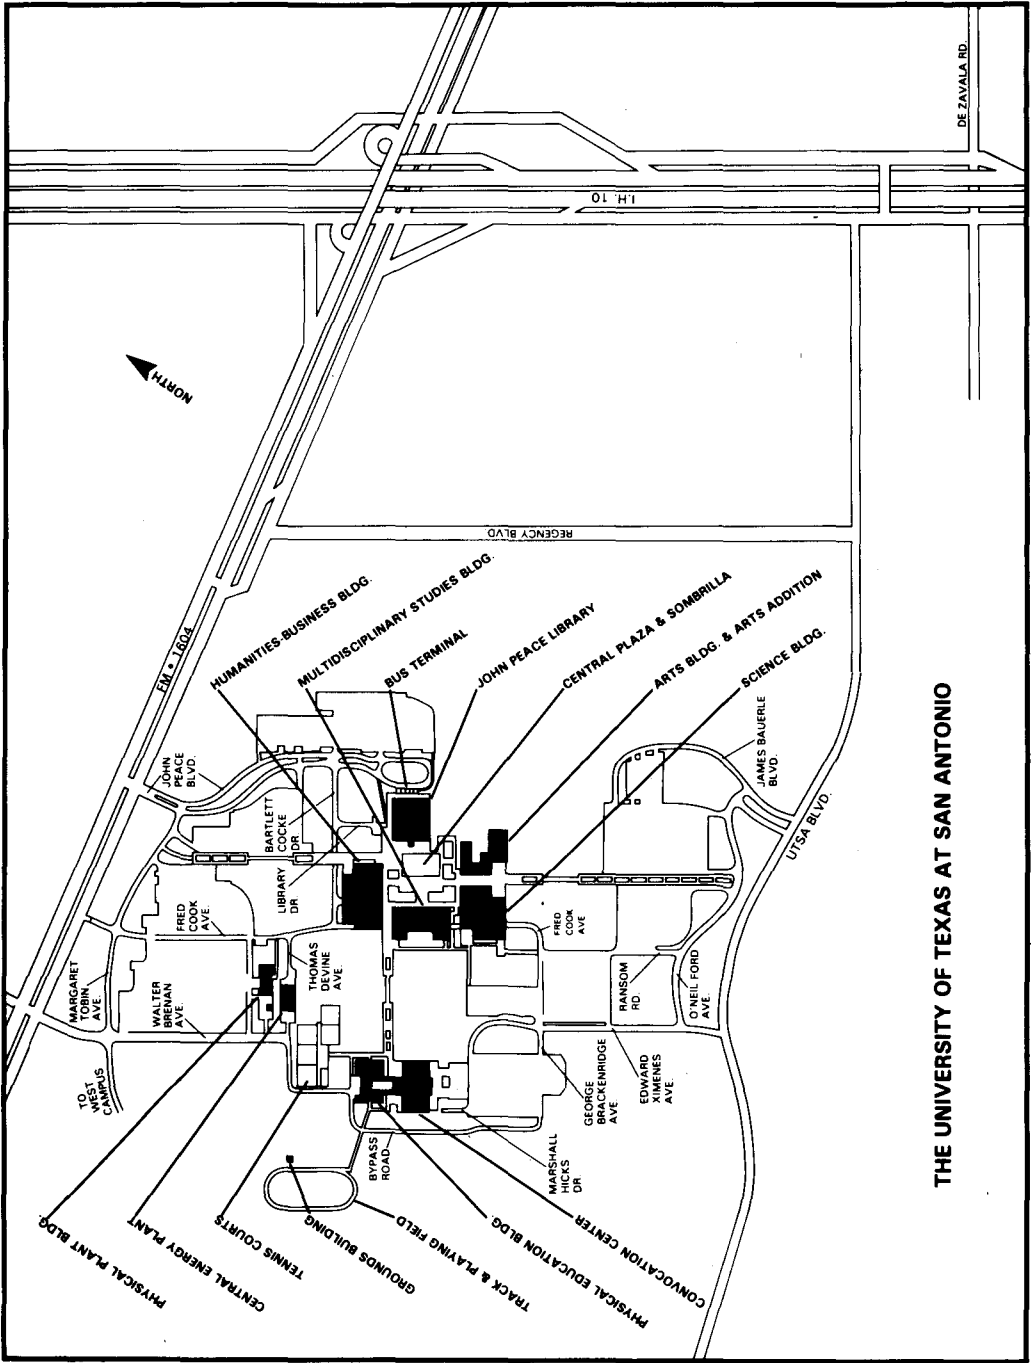 DE ZAVALA RD.
I.H. 10
NORTH
REGENCY BLVD.
FM • 1604
HUMANITIES-BUSINESS BLDG.
MULTIDISCIPLINARY STUDIES BLDG.
BUS TERMINAL
JOHN PEACE LIBRARY
CENTRAL PLAZA & SOMBRILLA
ARTS BLDG. & ARTS ADDITION
SCIENCE BLDG.
JOHN
PEACE
BLVD.
BARTLETT
COCKE
DR
LIBRARY
DR.
JAMES BAUERLE
BLVD.
UTSA BLVD.
FRED
COOK
AVE.
FRED
COOK
AVE
MARGARET
TOBIN
AVE.
WALTER
BRENAN
AVE.
THOMAS
DEVINE
AVE.
RANSOM
RD.
O'NEIL FORD
AVE.
TO
WEST
CAMPUS
GEORGE
BRACKENRIDGE
AVE
EDWARD
XIMENES
AVE.
BYPASS
ROAD
MARSHALL
HICKS
DR.
PHYSICAL PLANT BLDG.
CENTRAL ENERGY PLANT
TENNIS COURTS
GROUNDS BUILDING
TRACK & PLAYING FIELD
PHYSICAL EDUCATION BLDG.
CONVOCATION CENTER
THE UNIVERSITY OF TEXAS AT SAN ANTONIO